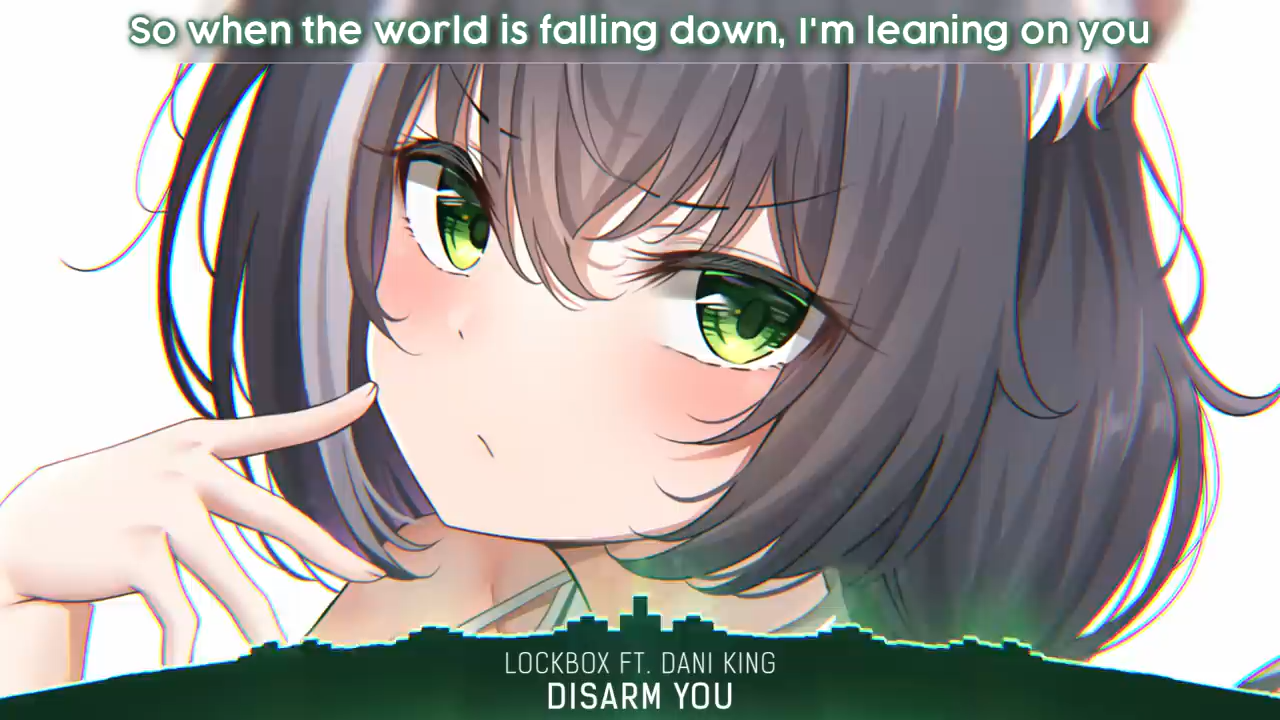 So when the world is falling down, I'm leaning on you
LOCKBOX FT. DANI KING
DISARM YOU